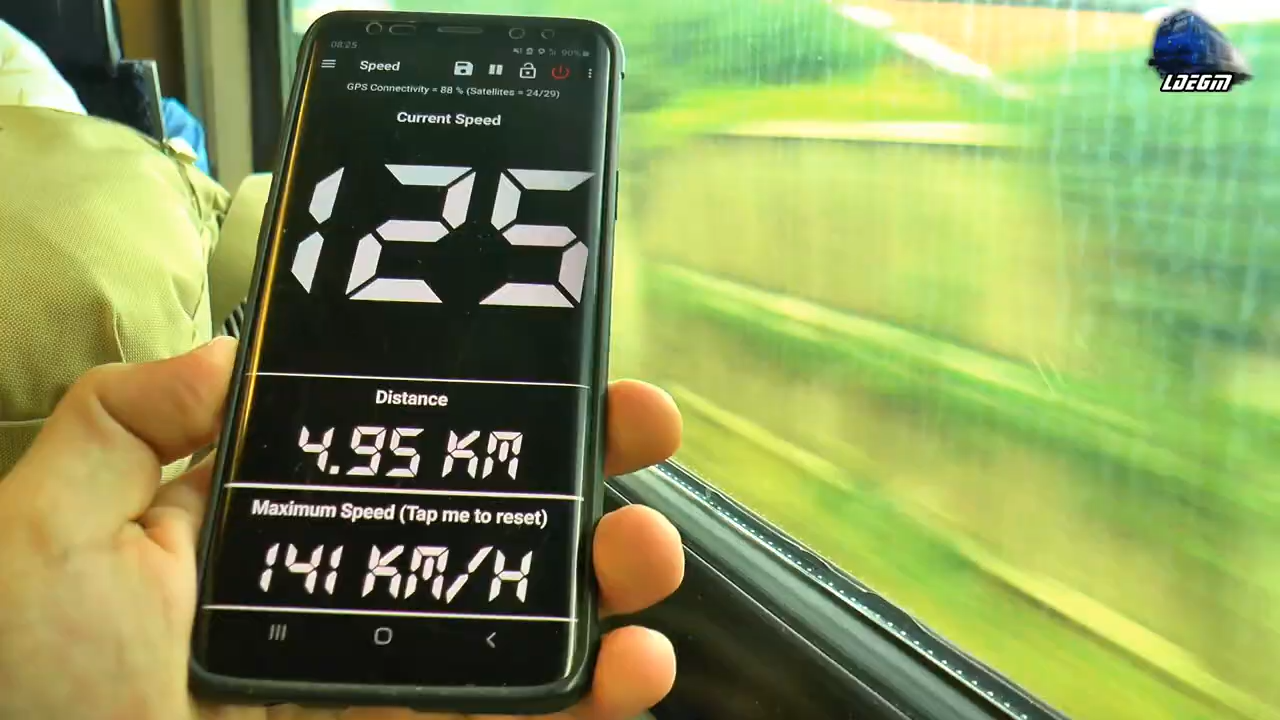 08:25
90%
Speed
GPS Connectivity = 88 % (Satellites = 24/29)
Current Speed
125
Distance
4.95 KM
Maximum Speed (Tap me to reset)
141 KM/H
LDEGM